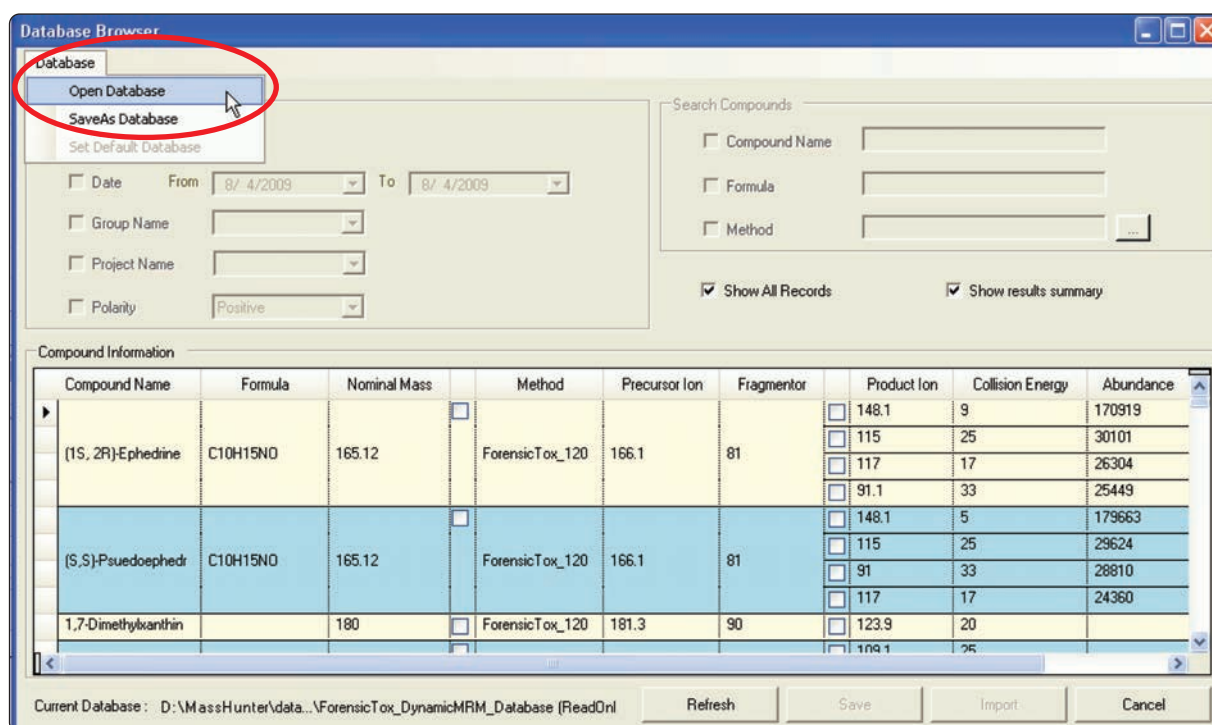 Database Browser
Database
Open Database
SaveAs Database
Set Default Database
Date From 8/ 4/2009 To 8/ 4/2009
Group Name
Project Name
Polarity Positive
Search Compounds
Compound Name
Formula
Method ...
Show All Records Show results summary
Compound Information
Compound Name Formula Nominal Mass Method Precursor Ion Fragmentor Product Ion Collision Energy Abundance
148.1 9 170919
115 25 30101
(1S, 2R)-Ephedrine C10H15NO 165.12 ForensicTox_120 166.1 81
117 17 26304
91.1 33 25449
148.1 5 179663
115 25 29624
(S,S)-Psuedoephedr C10H15NO 165.12 ForensicTox_120 166.1 81
91 33 28810
117 17 24360
1,7-Dimethylxanthin 180 ForensicTox_120 181.3 90 123.9 20
109.1 25
Current Database : D:\MassHunter\data...\ForensicTox_DynamicMRM_Database (ReadOnl Refresh Save Import Cancel